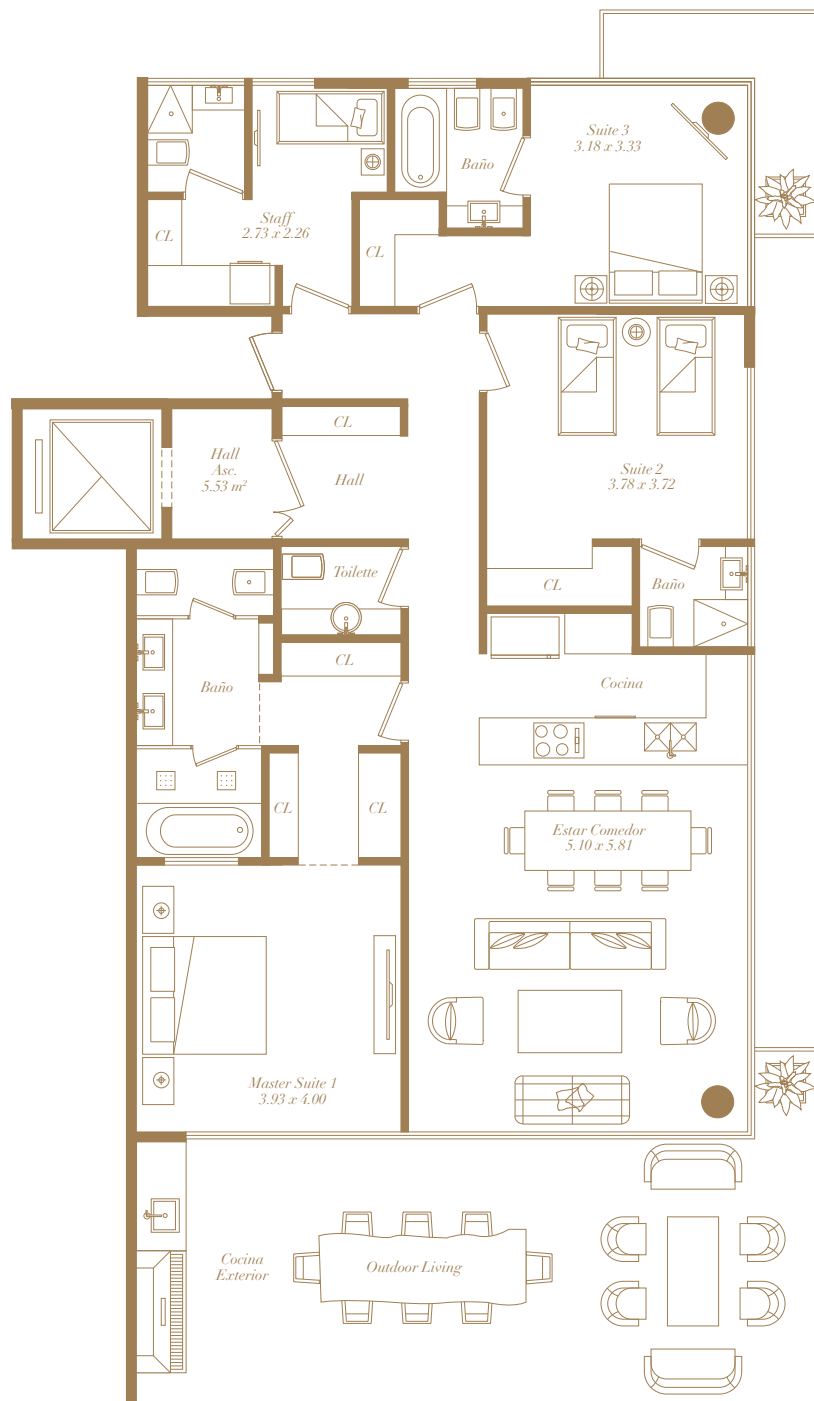 Suite 3
3.18 x 3.33
Baño
Staff
2.73 x 2.26
CL
CL
CL
Hall
Asc.
5.53 m²
Hall
Suite 2
3.78 x 3.72
Toilette
CL
Baño
CL
Baño
Cocina
CL
CL
Estar Comedor
5.10 x 5.81
Master Suite 1
3.93 x 4.00
Cocina
Exterior
Outdoor Living